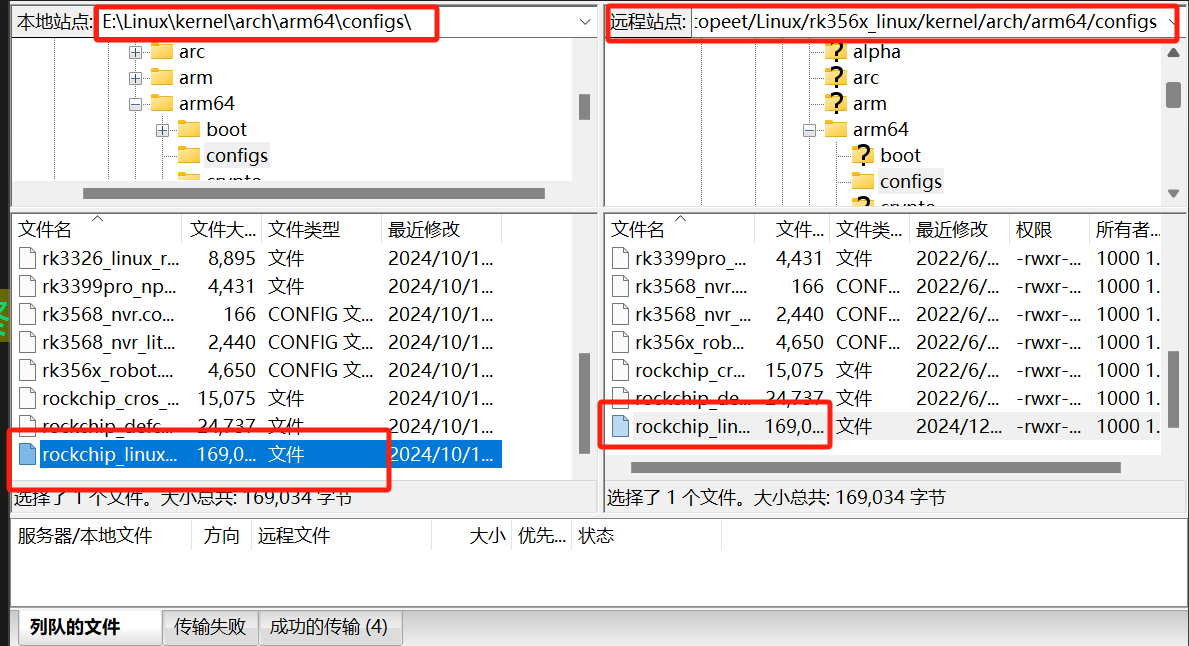 本地站点: E:\Linux\kernel\arch\arm64\configs\
arc
arm
arm64
boot
configs
远程站点: :opeet/Linux/rk356x_linux/kernel/arch/arm64/configs
alpha
arc
arm
arm64
boot
configs
文件名 文件大... 文件类型 最近修改
rk3326_linux_r... 8,895 文件 2024/10/1...
rk3399pro_np... 4,431 文件 2024/10/1...
rk3568_nvr.co... 166 CONFIG 文... 2024/10/1...
rk3568_nvr_lit... 2,440 CONFIG 文... 2024/10/1...
rk356x_robot.... 4,650 CONFIG 文... 2024/10/1...
rockchip_cros_... 15,075 文件 2024/10/1...
rockchip_defc... 24,737 文件 2024/10/1...
rockchip_linux... 169,0... 文件 2024/10/1...
选择了 1 个文件。大小总共: 169,034 字节
文件名 文件... 文件类... 最近修改 权限 所有者...
rk3399pro_... 4,431 文件 2022/6/... -rwxr-... 1000 1...
rk3568_nvr.... 166 CONF... 2022/6/... -rwxr-... 1000 1...
rk3568_nvr_... 2,440 CONF... 2022/6/... -rwxr-... 1000 1...
rk356x_rob... 4,650 CONF... 2022/6/... -rwxr-... 1000 1...
rockchip_cr... 15,075 文件 2022/6/... -rwxr-... 1000 1...
rockchip_de... 24,737 文件 2022/6/... -rwxr-... 1000 1...
rockchip_lin... 169,0... 文件 2024/12... -rwxr-... 1000 1...
选择了 1 个文件。大小总共: 169,034 字节
服务器/本地文件 方向 远程文件 大小 优先... 状态
列队的文件 传输失败 成功的传输 (4)